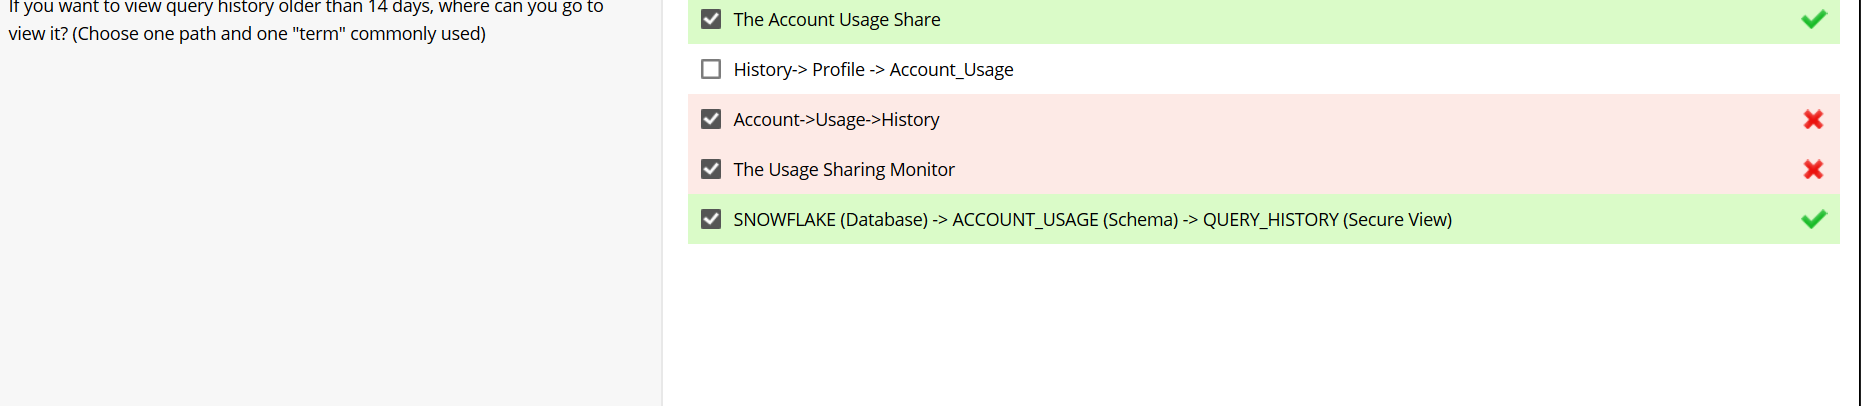 If you want to view query history older than 14 days, where can you go to
view it? (Choose one path and one "term" commonly used)
The Account Usage Share
History-> Profile -> Account_Usage
Account->Usage->History
The Usage Sharing Monitor
SNOWFLAKE (Database) -> ACCOUNT_USAGE (Schema) -> QUERY_HISTORY (Secure View)